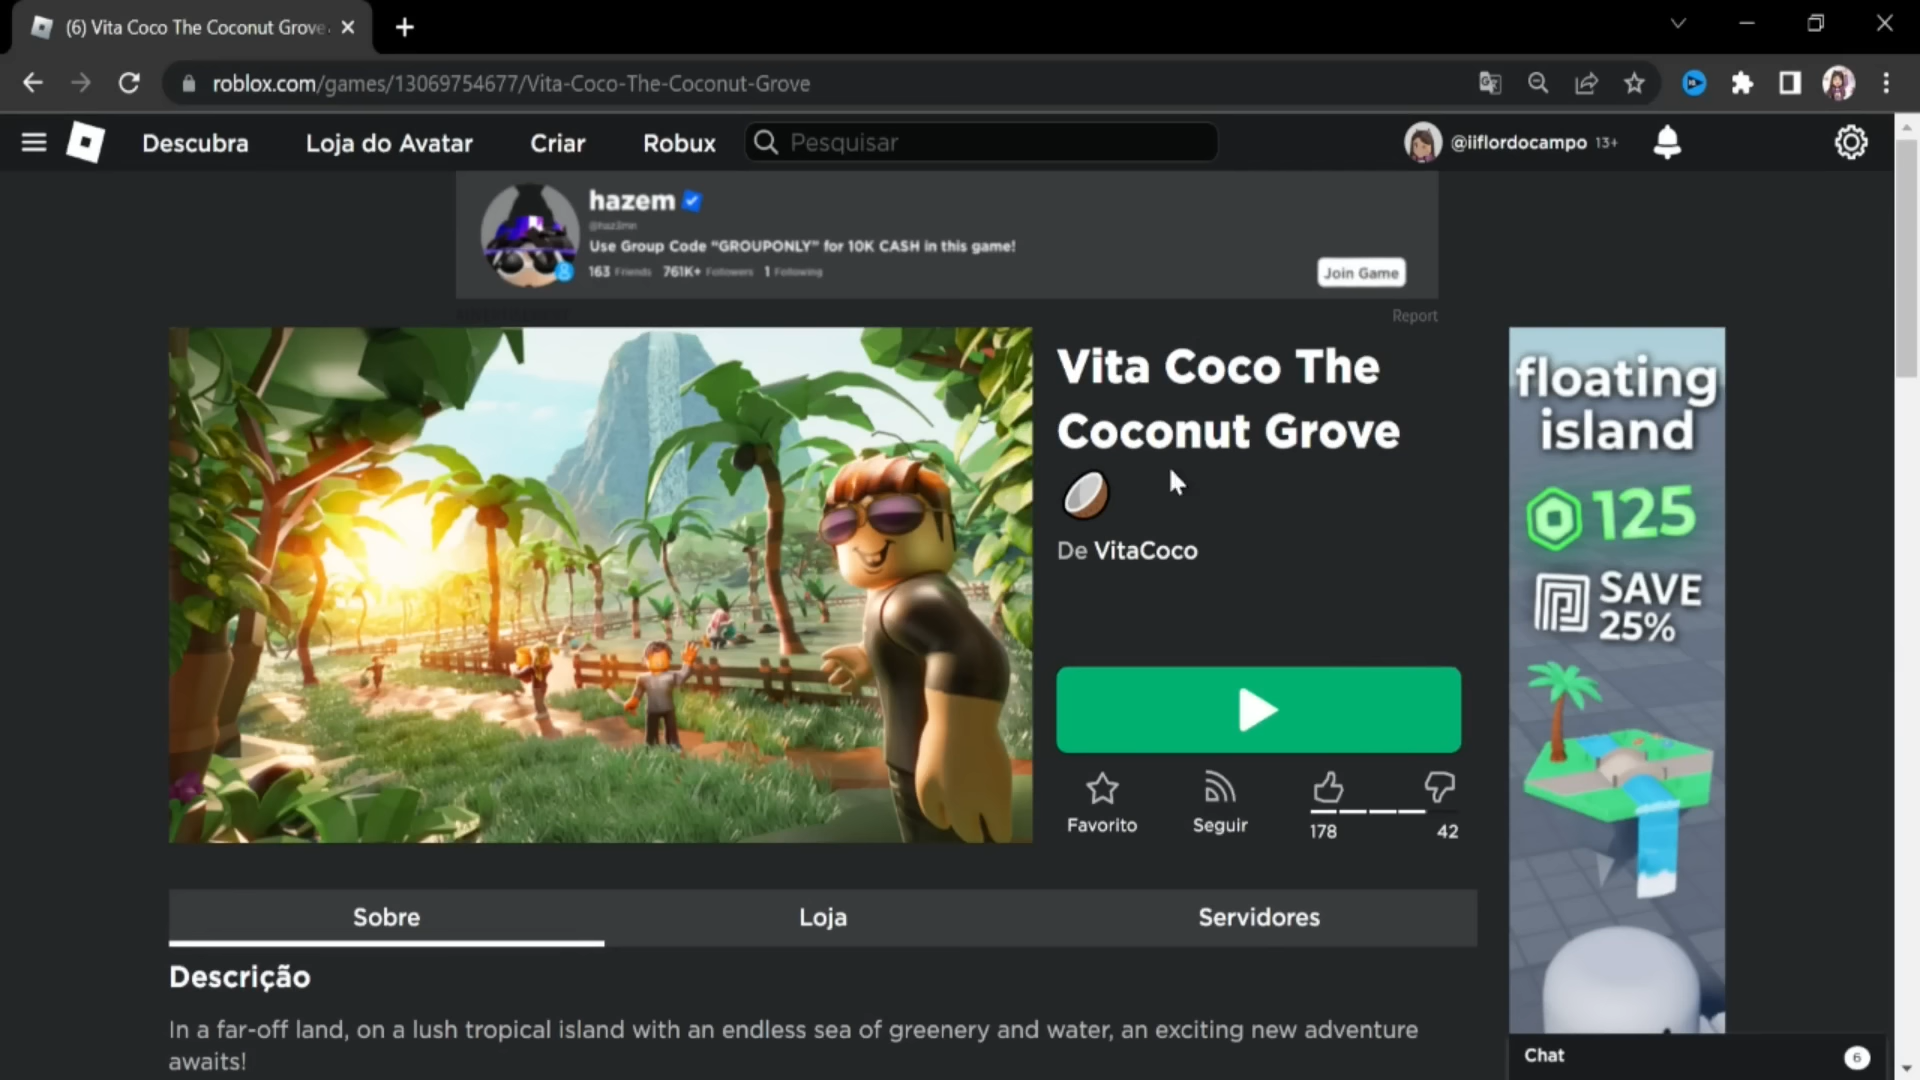 (6) Vita Coco The Coconut Grove
roblox.com/games/13069754677/Vita-Coco-The-Coconut-Grove
Descubra
Loja do Avatar
Criar
Robux
Pesquisar
@iiflordocampo 13+
hazem
@haz3mn
Use Group Code "GROUPONLY" for 10K CASH in this game!
163 Friends 761K+ Followers 1 Following
Join Game
Report
Vita Coco The
Coconut Grove
De VitaCoco
Favorito
Seguir
178
42
floating
island
125
SAVE
25%
Sobre
Loja
Servidores
Descrição
In a far-off land, on a lush tropical island with an endless sea of greenery and water, an exciting new adventure
awaits!
Chat
6